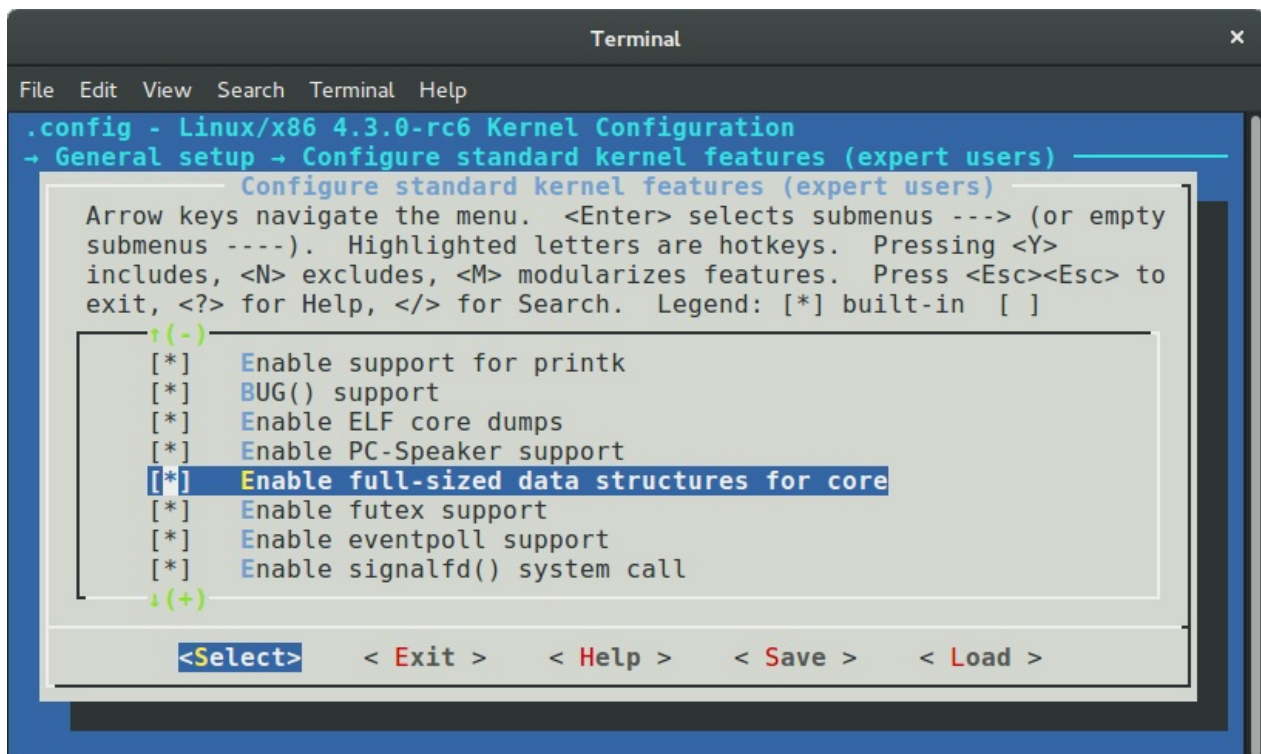 Terminal ×
File Edit View Search Terminal Help
.config - Linux/x86 4.3.0-rc6 Kernel Configuration
→ General setup → Configure standard kernel features (expert users)
Configure standard kernel features (expert users)
Arrow keys navigate the menu. <Enter> selects submenus ---> (or empty
submenus ----). Highlighted letters are hotkeys. Pressing <Y>
includes, <N> excludes, <M> modularizes features. Press <Esc><Esc> to
exit, <?> for Help, </> for Search. Legend: [*] built-in [ ]
↑(-)
[*] Enable support for printk
[*] BUG() support
[*] Enable ELF core dumps
[*] Enable PC-Speaker support
[*] Enable full-sized data structures for core
[*] Enable futex support
[*] Enable eventpoll support
[*] Enable signalfd() system call
↓(+)
<Select> < Exit > < Help > < Save > < Load >